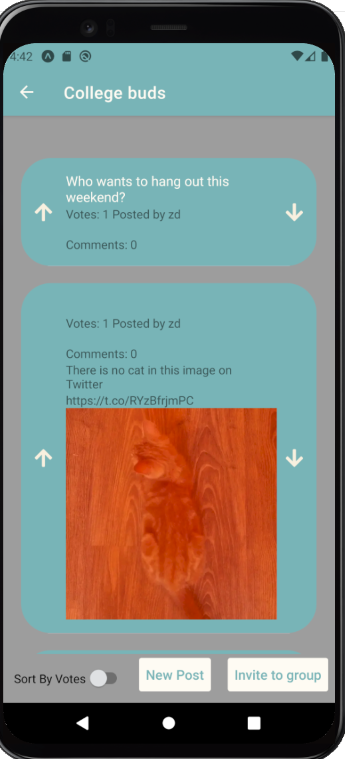 4:42
College buds
Who wants to hang out this
weekend?
Votes: 1 Posted by zd
Comments: 0
Votes: 1 Posted by zd
Comments: 0
There is no cat in this image on
Twitter
https://t.co/RYzBfrjmPC
Sort By Votes
New Post
Invite to group